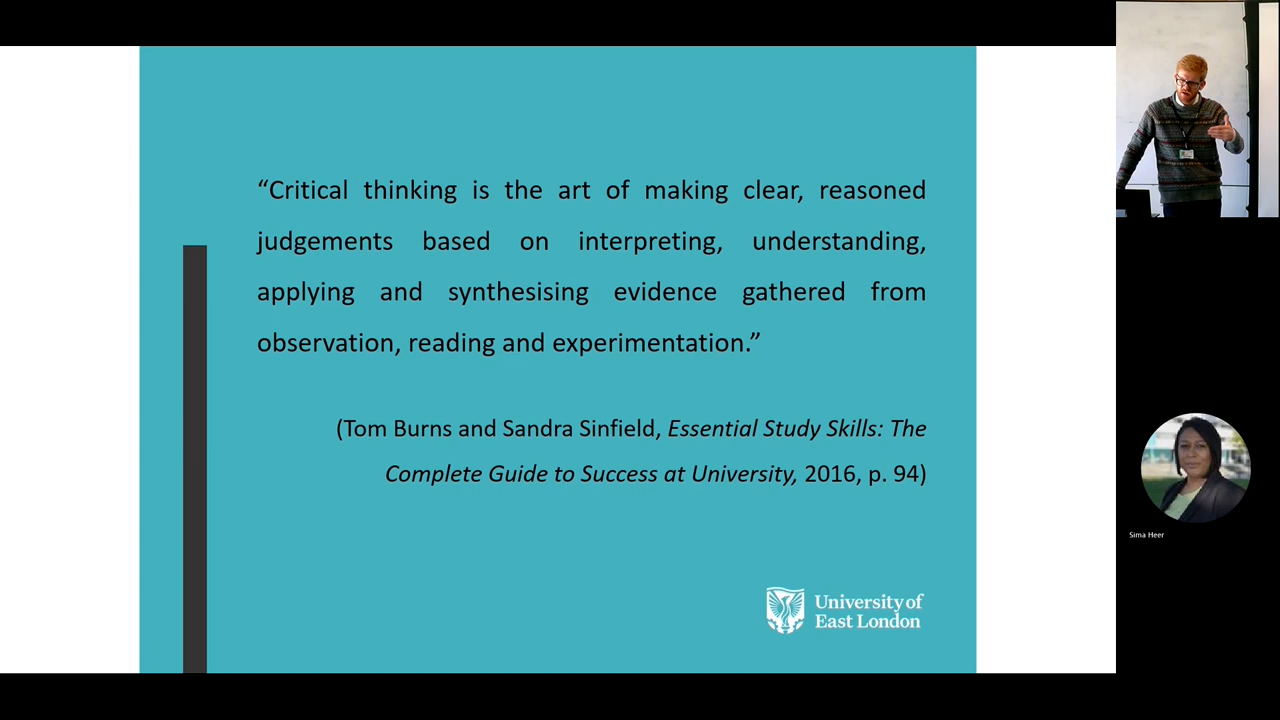 “Critical thinking is the art of making clear, reasoned
judgements based on interpreting, understanding,
applying and synthesising evidence gathered from
observation, reading and experimentation.”
(Tom Burns and Sandra Sinfield, Essential Study Skills: The
Complete Guide to Success at University, 2016, p. 94)
University of
East London
Sima Heer